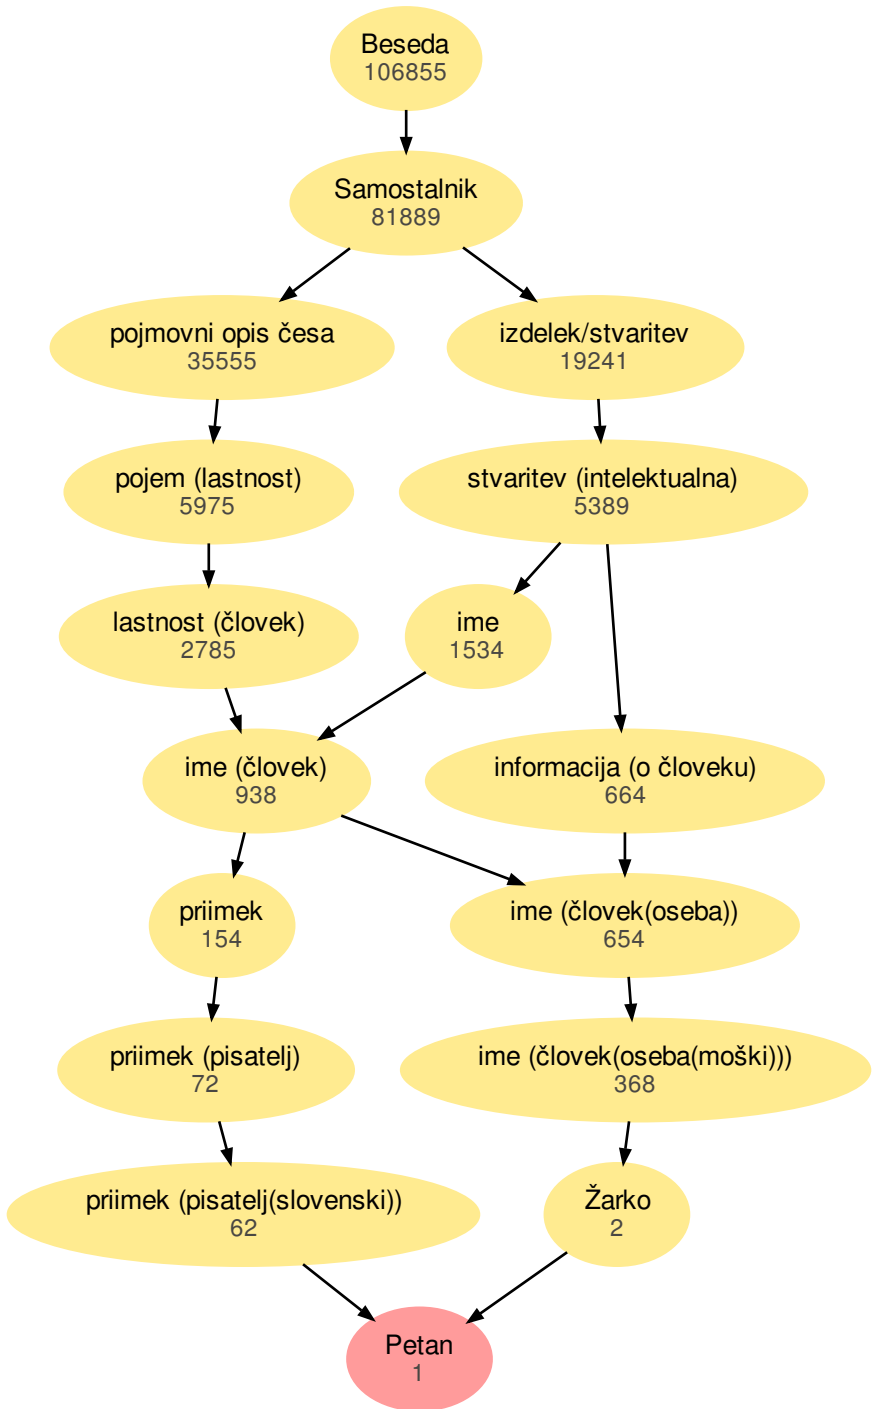 Beseda
106855
Samostalnik
81889
pojmovni opis česa
35555
izdelek/stvaritev
19241
pojem (lastnost)
5975
stvaritev (intelektualna)
5389
lastnost (človek)
2785
ime
1534
ime (človek)
938
informacija (o človeku)
664
priimek
154
ime (človek(oseba))
654
priimek (pisatelj)
72
ime (človek(oseba(moški)))
368
priimek (pisatelj(slovenski))
62
Žarko
2
Petan
1